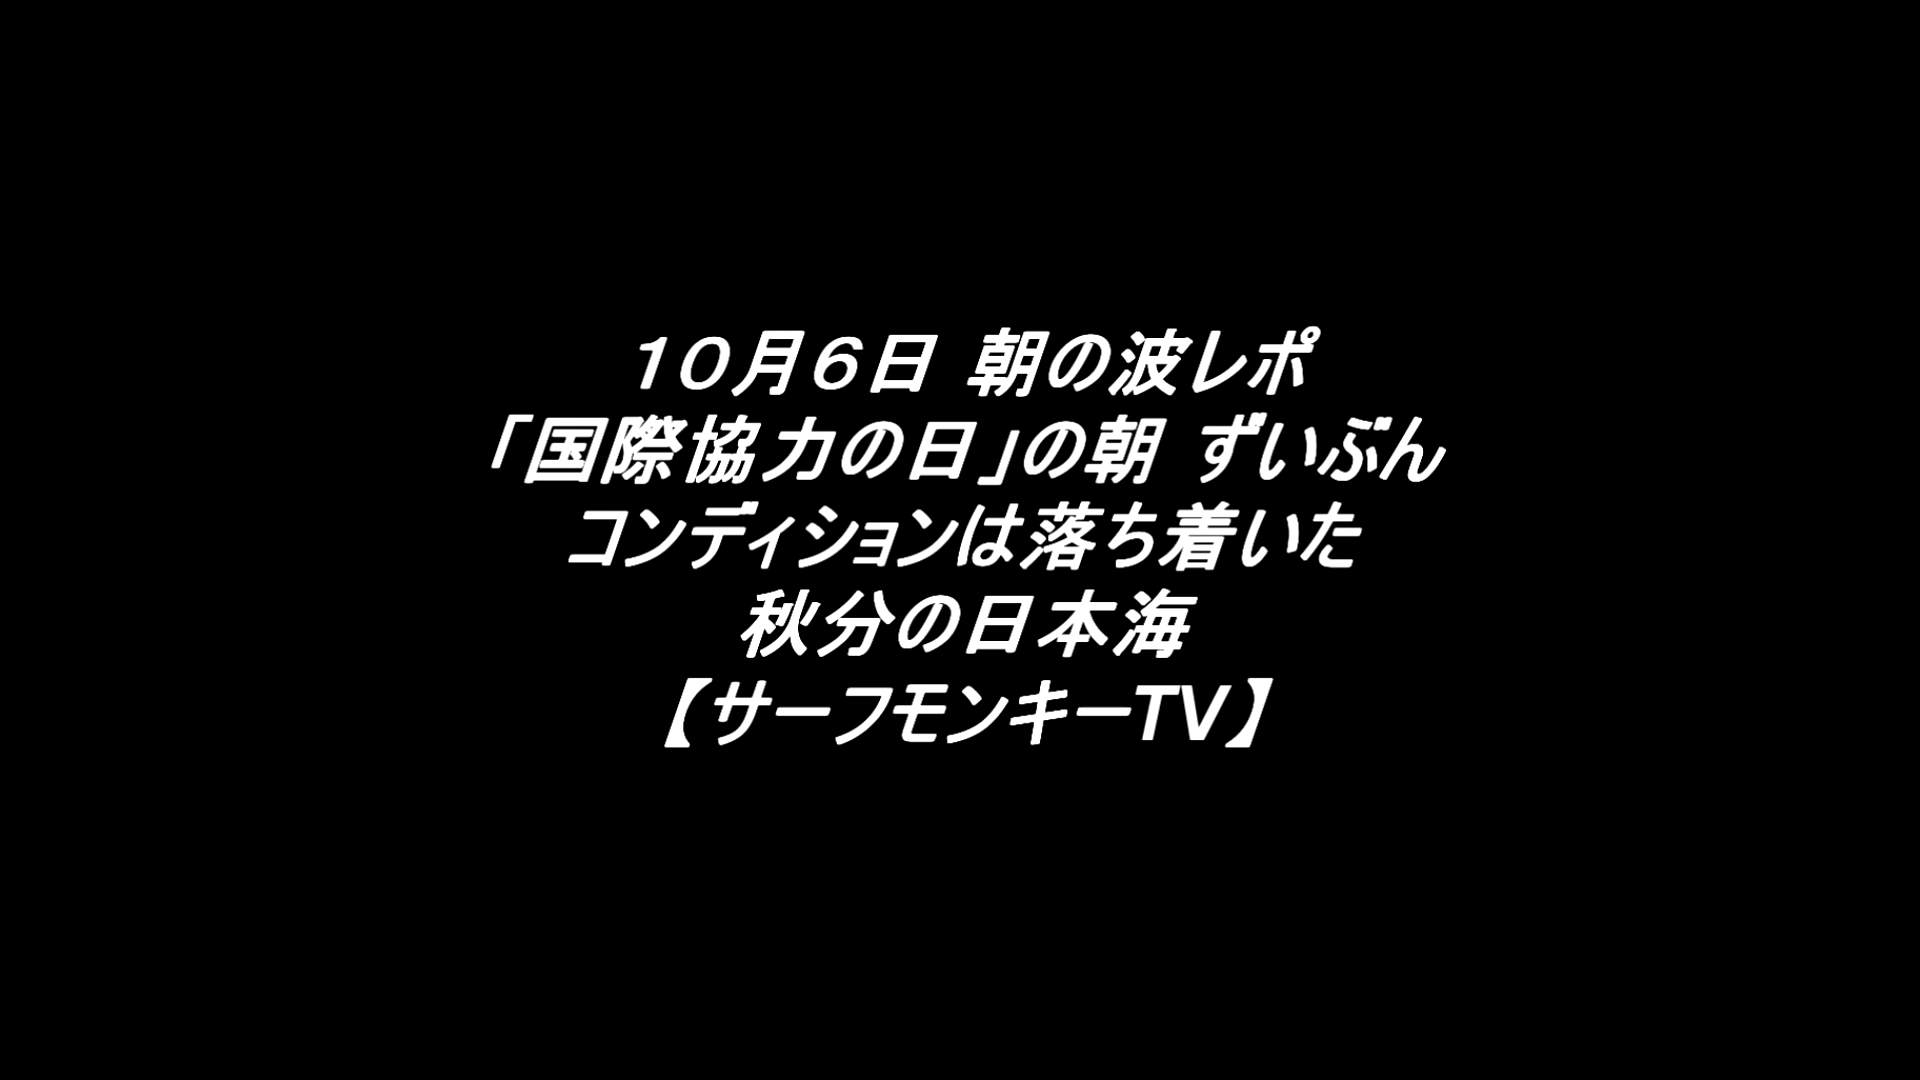 １０月６日 朝の波レポ
「国際協力の日」の朝 ずいぶん
コンディションは落ち着いた
秋分の日本海
【サーフモンキーTV】